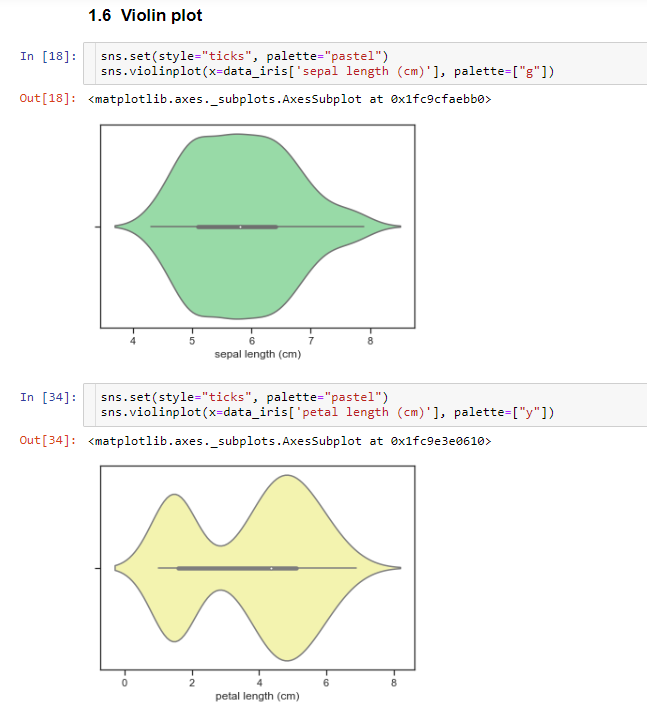 1.6 Violin plot
In [18]:
sns.set(style="ticks", palette="pastel")
sns.violinplot(x=data_iris['sepal length (cm)'], palette=["g"])
Out[18]: <matplotlib.axes._subplots.AxesSubplot at 0x1fc9cfaebb0>
4 5 6 7 8
sepal length (cm)
In [34]:
sns.set(style="ticks", palette="pastel")
sns.violinplot(x=data_iris['petal length (cm)'], palette=["y"])
Out[34]: <matplotlib.axes._subplots.AxesSubplot at 0x1fc9e3e0610>
0 2 4 6 8
petal length (cm)